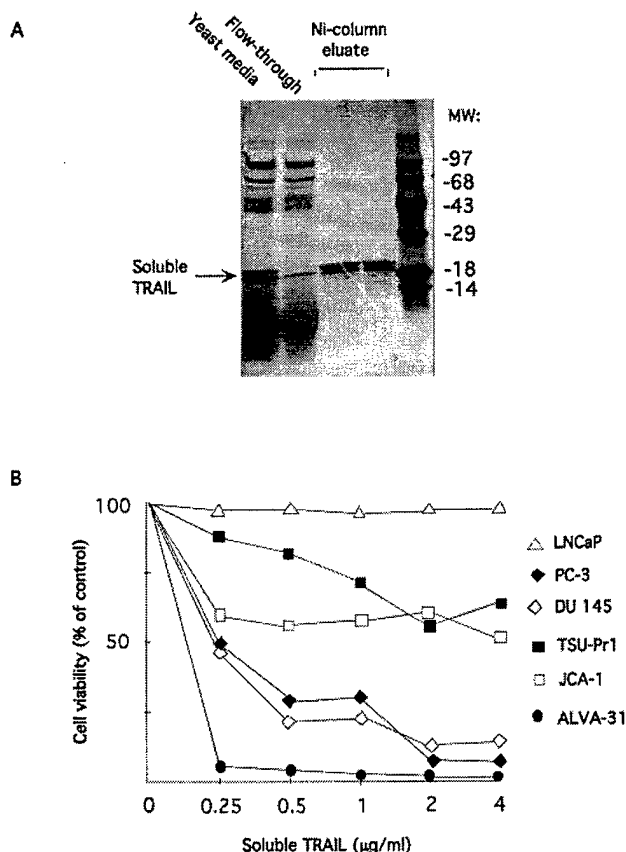 A
Yeast media
Flow-through
Ni-column
eluate
MW:
-97
-68
-43
-29
-18
-14
Soluble
TRAIL
B
Cell viability (% of control)
100
50
0
0.25
0.5
1
2
4
Soluble TRAIL (µg/ml)
LNCaP
PC-3
DU 145
TSU-Pr1
JCA-1
ALVA-31